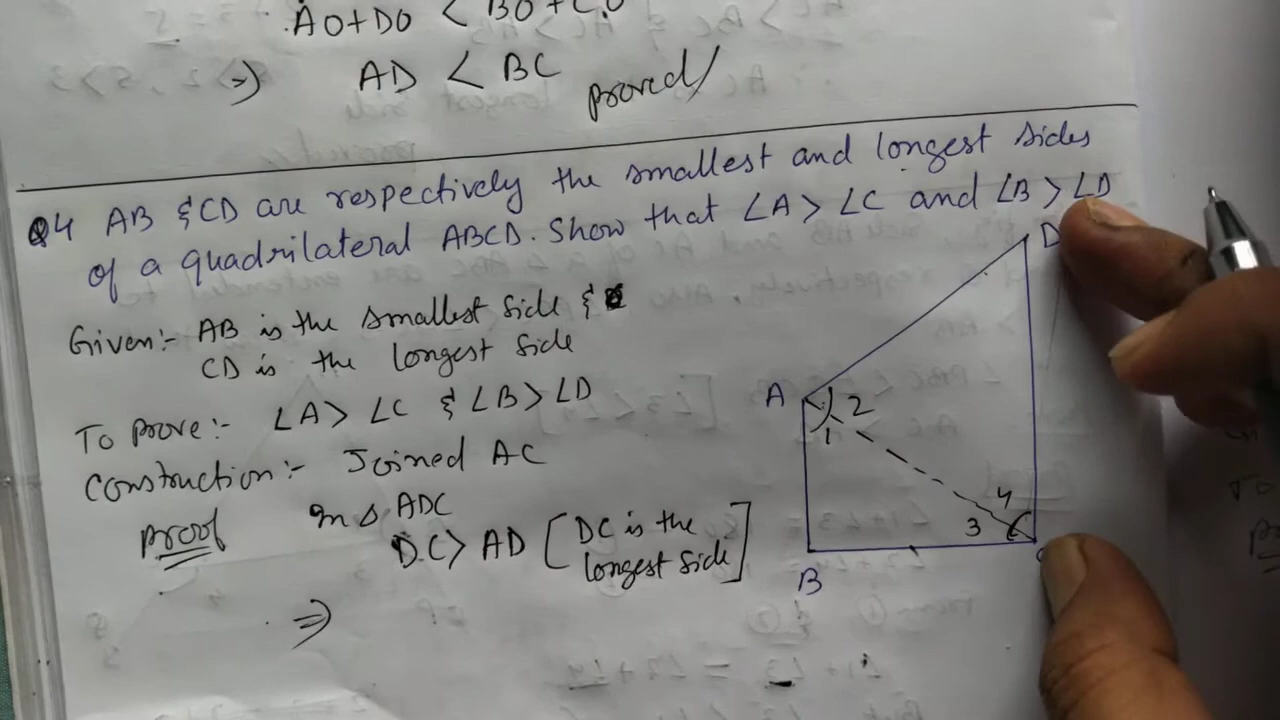 AO+DO < BO+CO
=) AD < BC
proved/
Q4 AB & CD are respectively the smallest and longest sides
of a quadrilateral ABCD. Show that ∠A > ∠C and ∠B > ∠D
Given:- AB is the smallest side &
CD is the longest side
To prove:- ∠A > ∠C & ∠B > ∠D
Construction:- Joined AC
Proof In △ ADC
DC > AD [DC is the
longest side]
=)
D
A
2
1
4
3
B